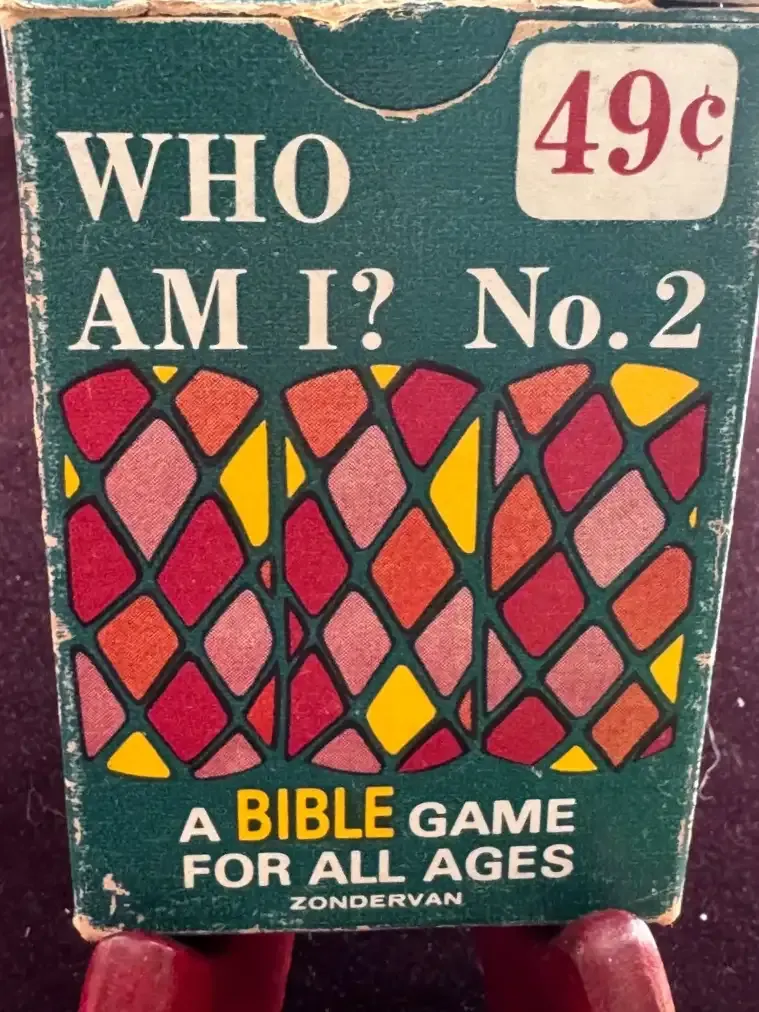 49¢
WHO
AM I? No. 2
A BIBLE GAME
FOR ALL AGES
ZONDERVAN